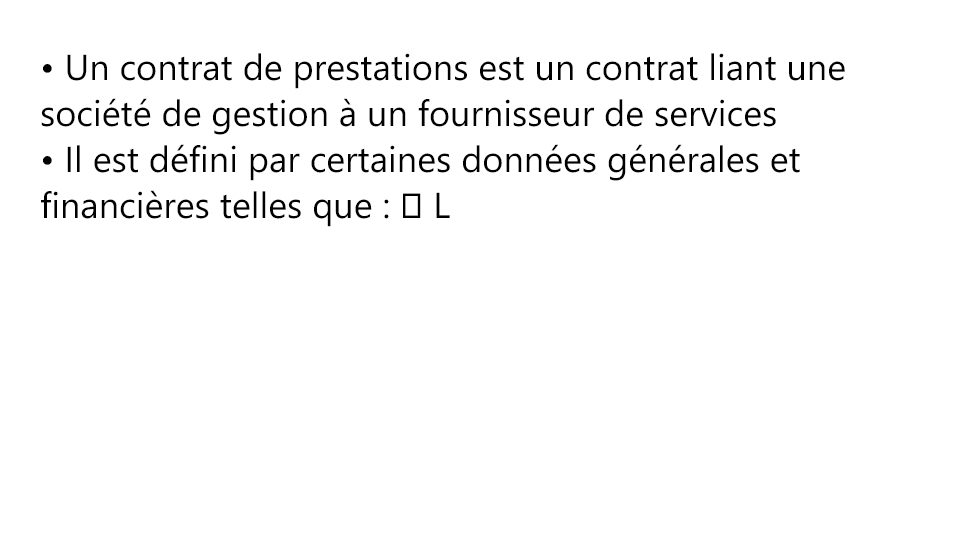 • Un contrat de prestations est un contrat liant une
société de gestion à un fournisseur de services
• Il est défini par certaines données générales et
financières telles que : □ L